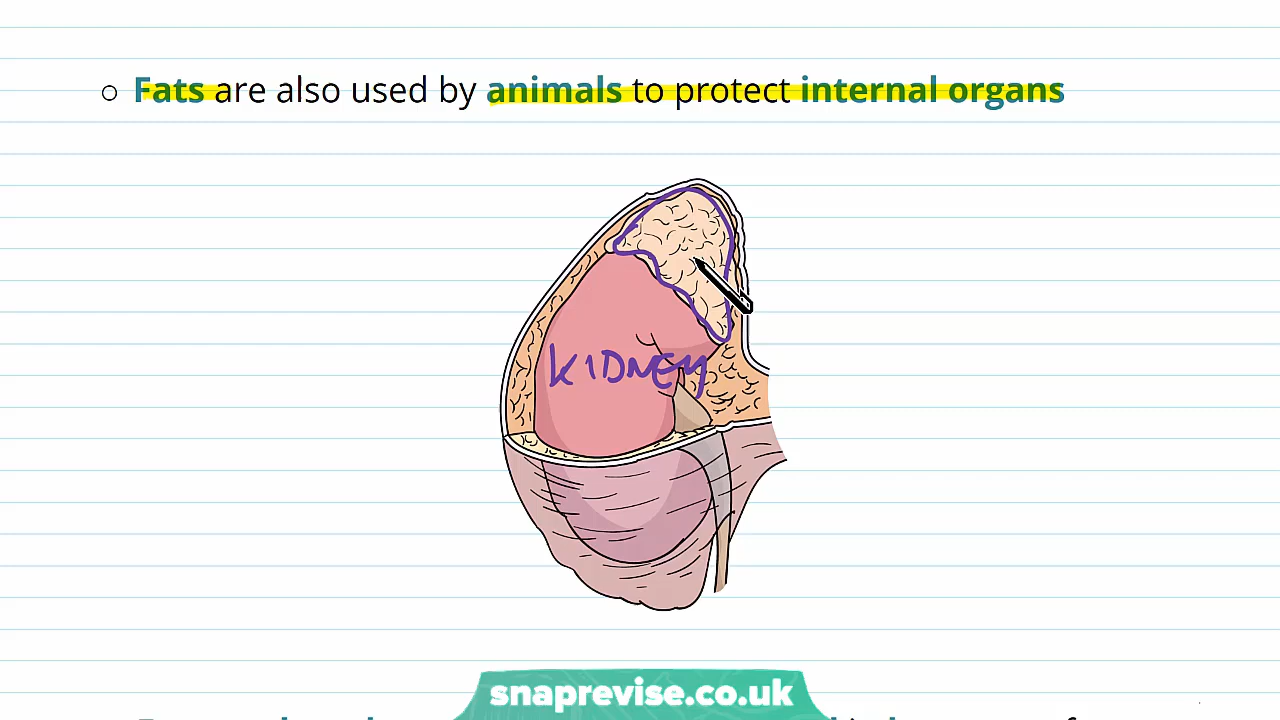 Fats are also used by animals to protect internal organs
KIDNEY
snaprevise.co.uk